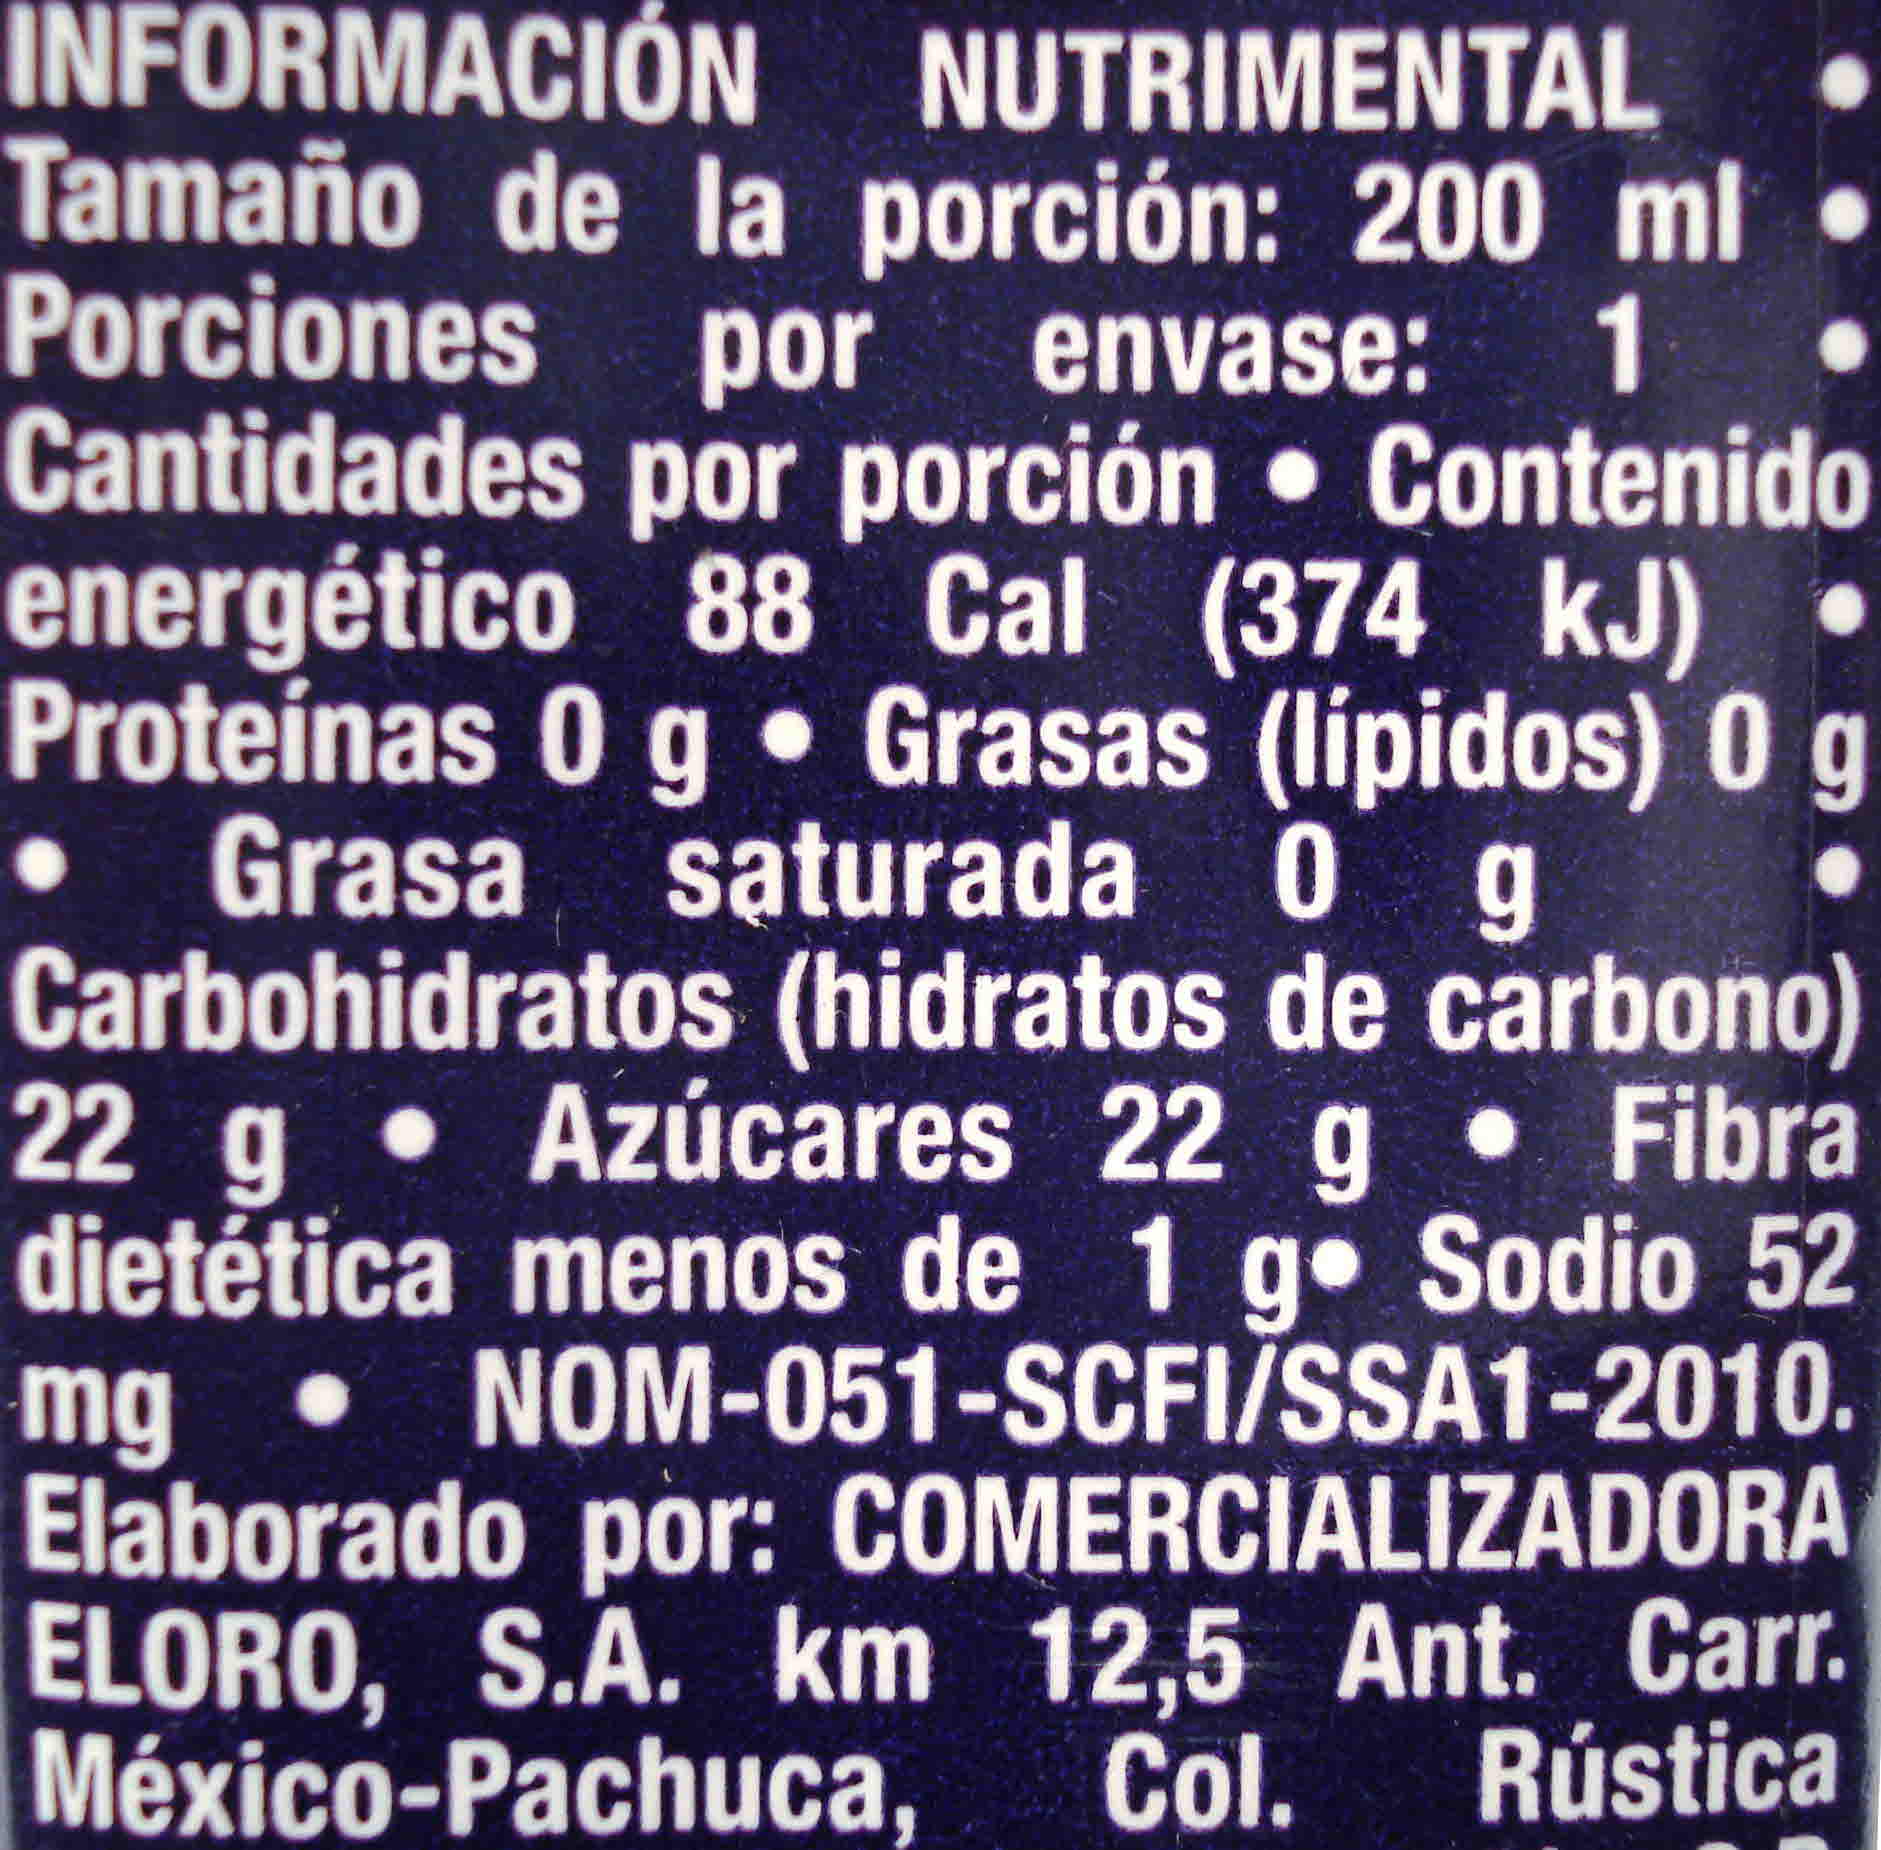 INFORMACIÓN NUTRIMENTAL •
Tamaño de la porción: 200 ml •
Porciones por envase: 1 •
Cantidades por porción • Contenido
energético 88 Cal (374 kJ) •
Proteínas 0 g • Grasas (lípidos) 0 g
• Grasa saturada 0 g •
Carbohidratos (hidratos de carbono)
22 g • Azúcares 22 g • Fibra
dietética menos de 1 g• Sodio 52
mg • NOM-051-SCFI/SSA1-2010.
Elaborado por: COMERCIALIZADORA
ELORO, S.A. km 12,5 Ant. Carr.
México-Pachuca, Col. Rústica